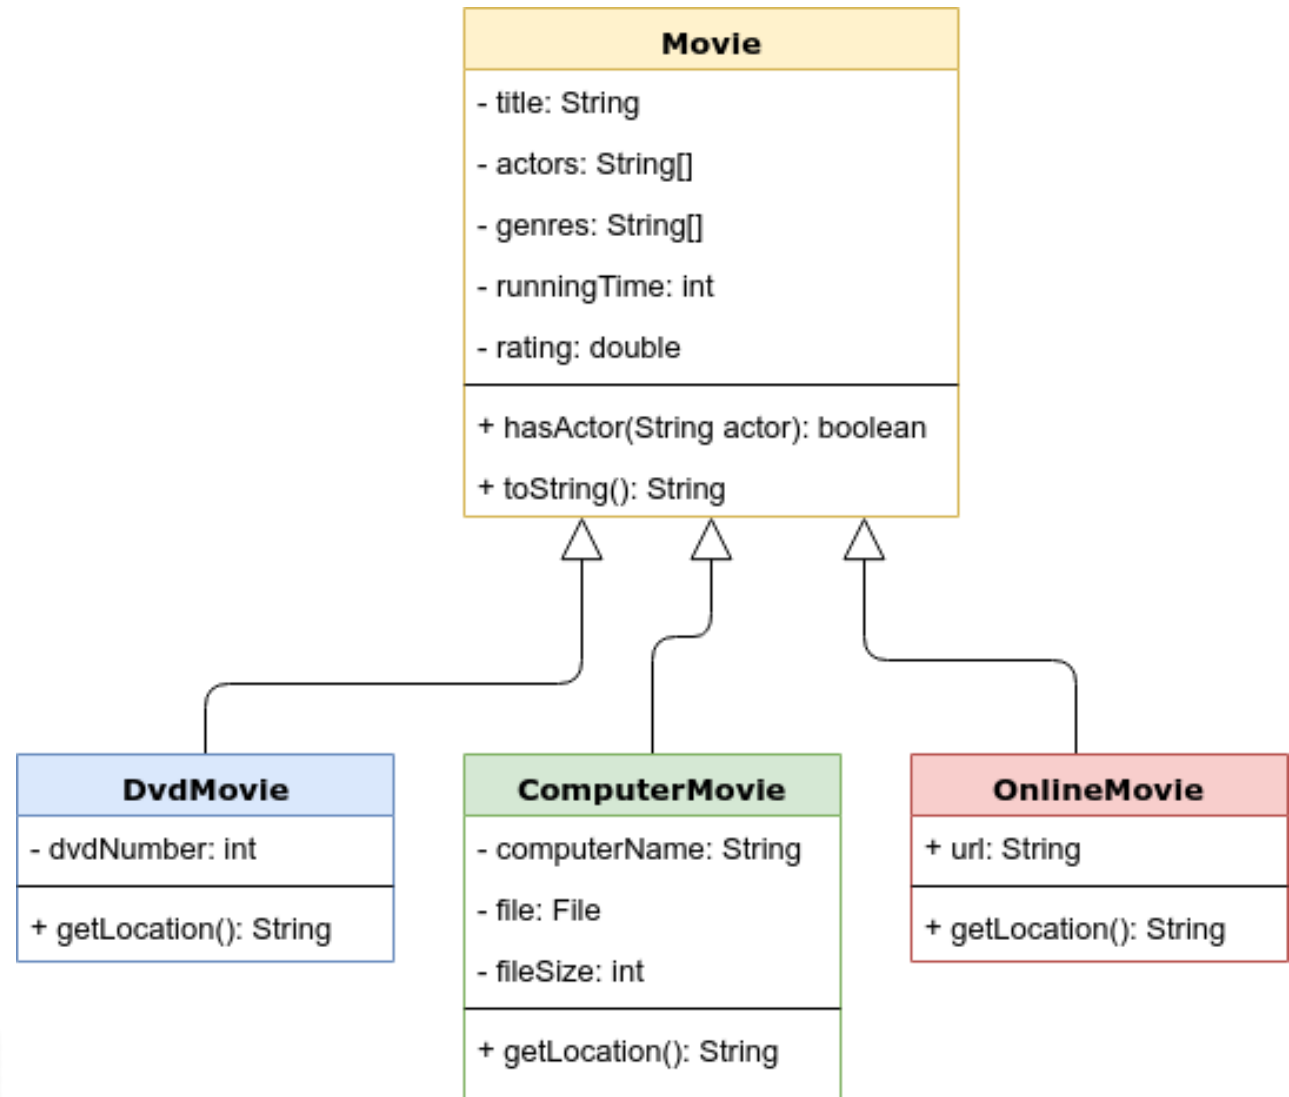 Movie
- title: String
- actors: String[]
- genres: String[]
- runningTime: int
- rating: double
+ hasActor(String actor): boolean
+ toString(): String
DvdMovie
- dvdNumber: int
+ getLocation(): String
ComputerMovie
- computerName: String
- file: File
- fileSize: int
+ getLocation(): String
OnlineMovie
+ url: String
+ getLocation(): String